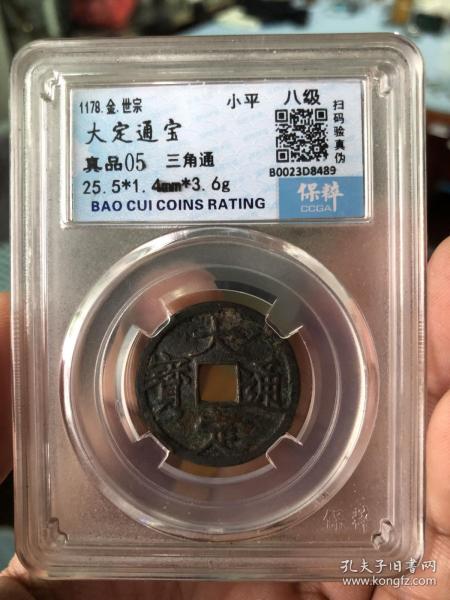 1178.金.世宗 小平 八级
大定通宝
真品05 三角通
25.5*1.4mm*3.6g
BAO CUI COINS RATING
扫码验真伪
B0023D8489
保粹
CCGA
大定通寳
保粹
孔夫子旧书网
www.kongfz.com